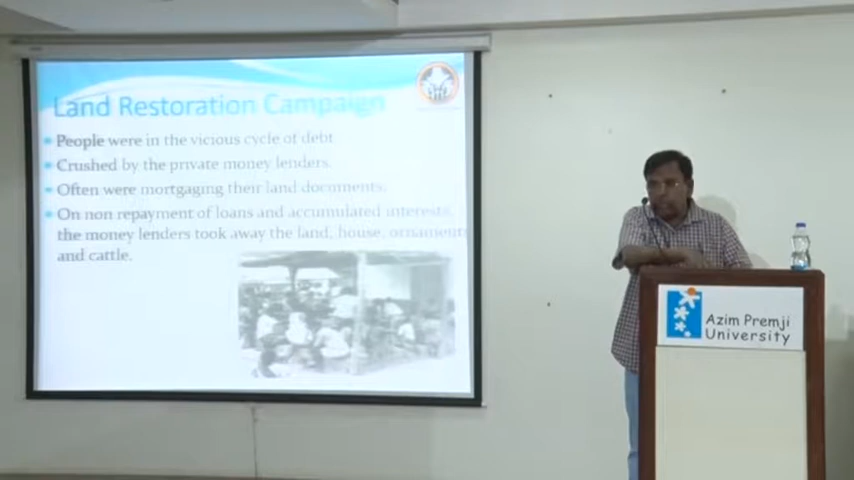 Land Restoration Campaign
People were in the vicious cycle of debt
Crushed by the private money lenders.
Often were mortgaging their land documents.
On non repayment of loans and accumulated interests,
the money lenders took away the land, house, ornaments
and cattle.
Azim Premji
University